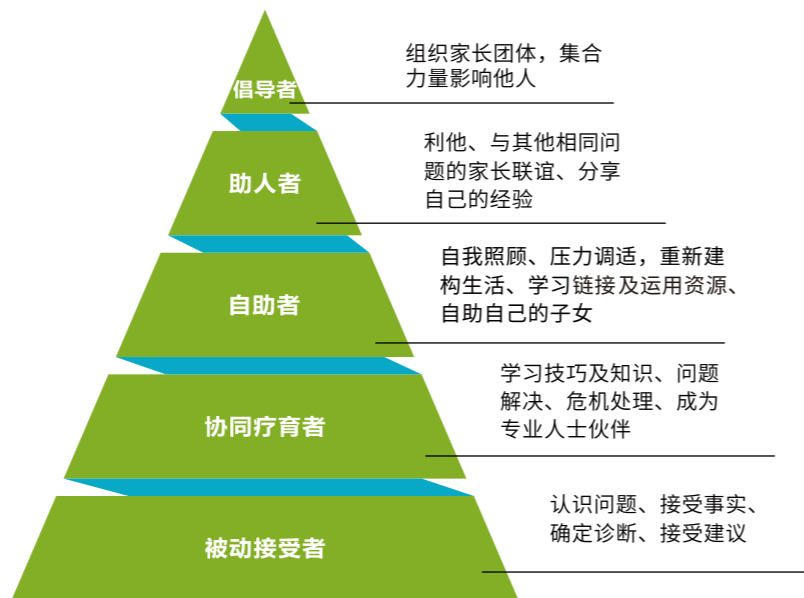 组织家长团体，集合
力量影响他人
倡导者
利他、与其他相同问
题的家长联谊、分享
自己的经验
助人者
自我照顾、压力调适，重新建
构生活、学习链接及运用资源、
自助自己的子女
自助者
学习技巧及知识、问题
解决、危机处理、成为
专业人士伙伴
协同疗育者
认识问题、接受事实、
确定诊断、接受建议
被动接受者